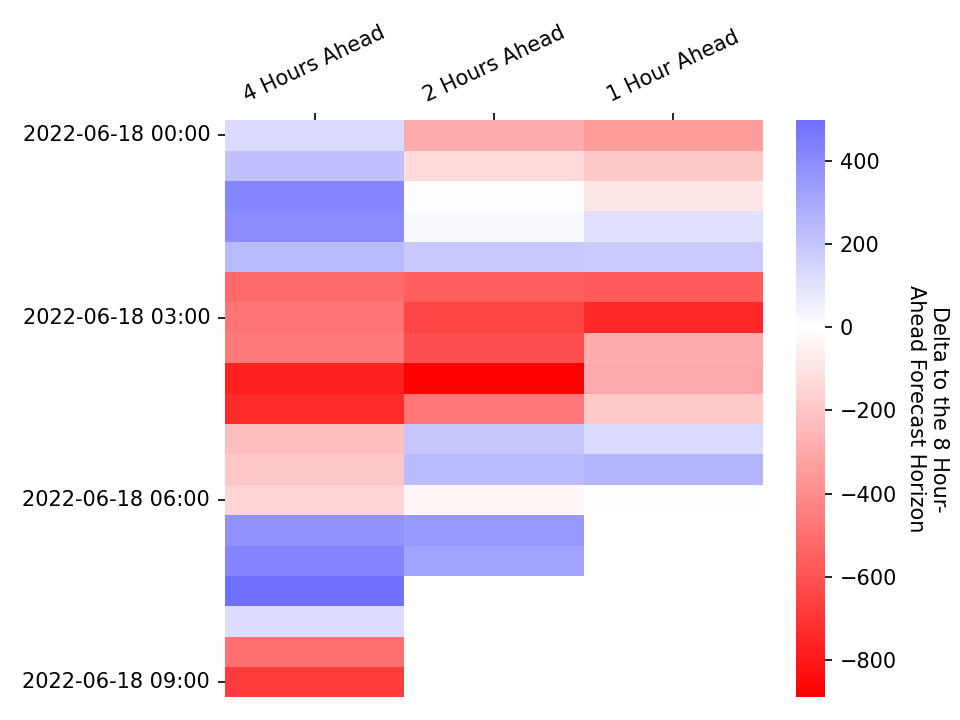 4 Hours Ahead
2 Hours Ahead
1 Hour Ahead
2022-06-18 00:00
2022-06-18 03:00
2022-06-18 06:00
2022-06-18 09:00
400
200
0
−200
−400
−600
−800
Delta to the 8 Hour-
Ahead Forecast Horizon